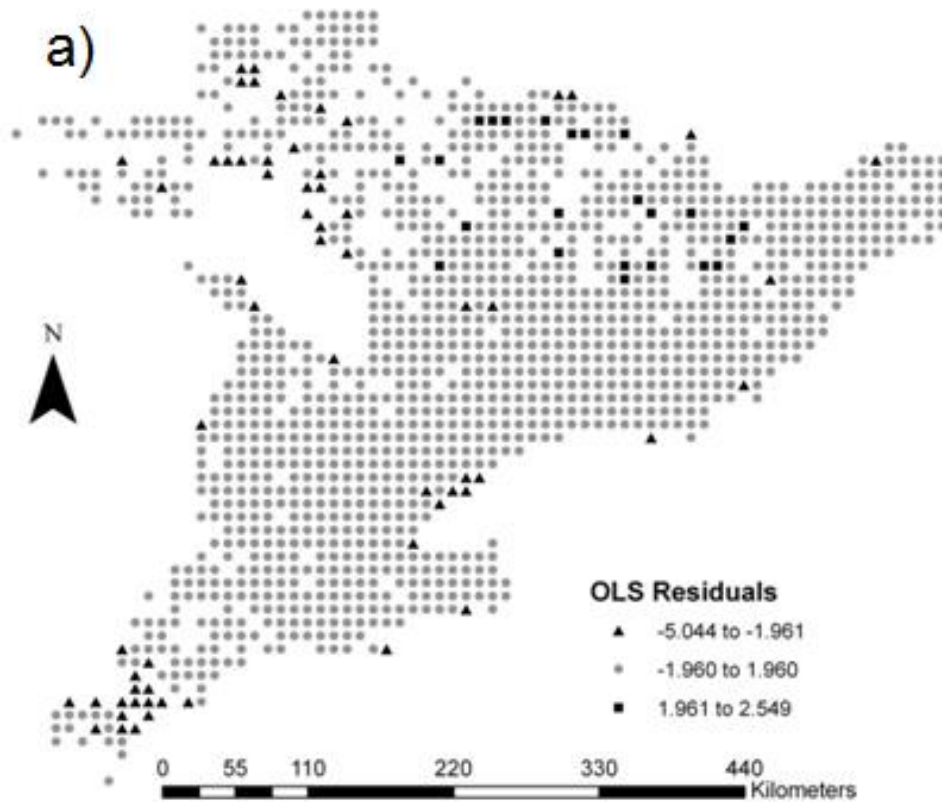 a)
N
OLS Residuals
-5.044 to -1.961
-1.960 to 1.960
1.961 to 2.549
0 55 110 220 330 440
Kilometers